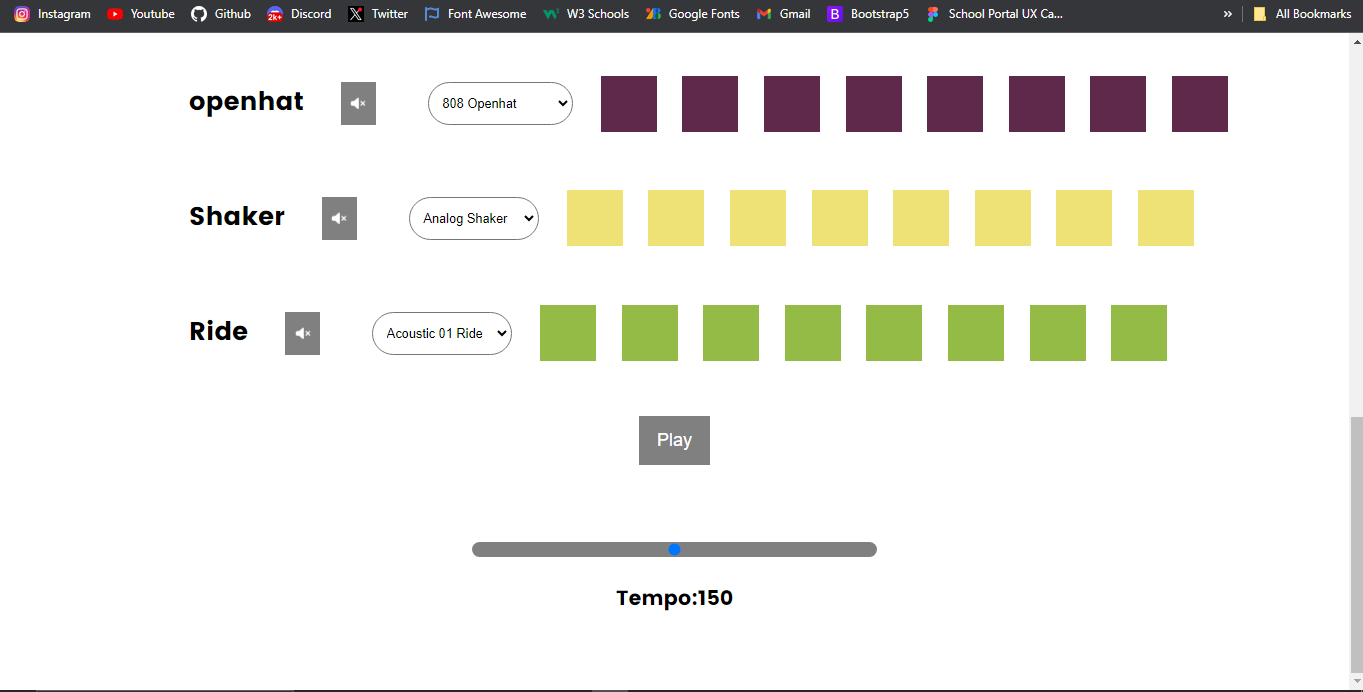 Instagram Youtube Github 2k+ Discord Twitter Font Awesome W3 Schools Google Fonts Gmail B Bootstrap5 School Portal UX Ca... » All Bookmarks
openhat 808 Openhat
Shaker Analog Shaker
Ride Acoustic 01 Ride
Play
Tempo:150